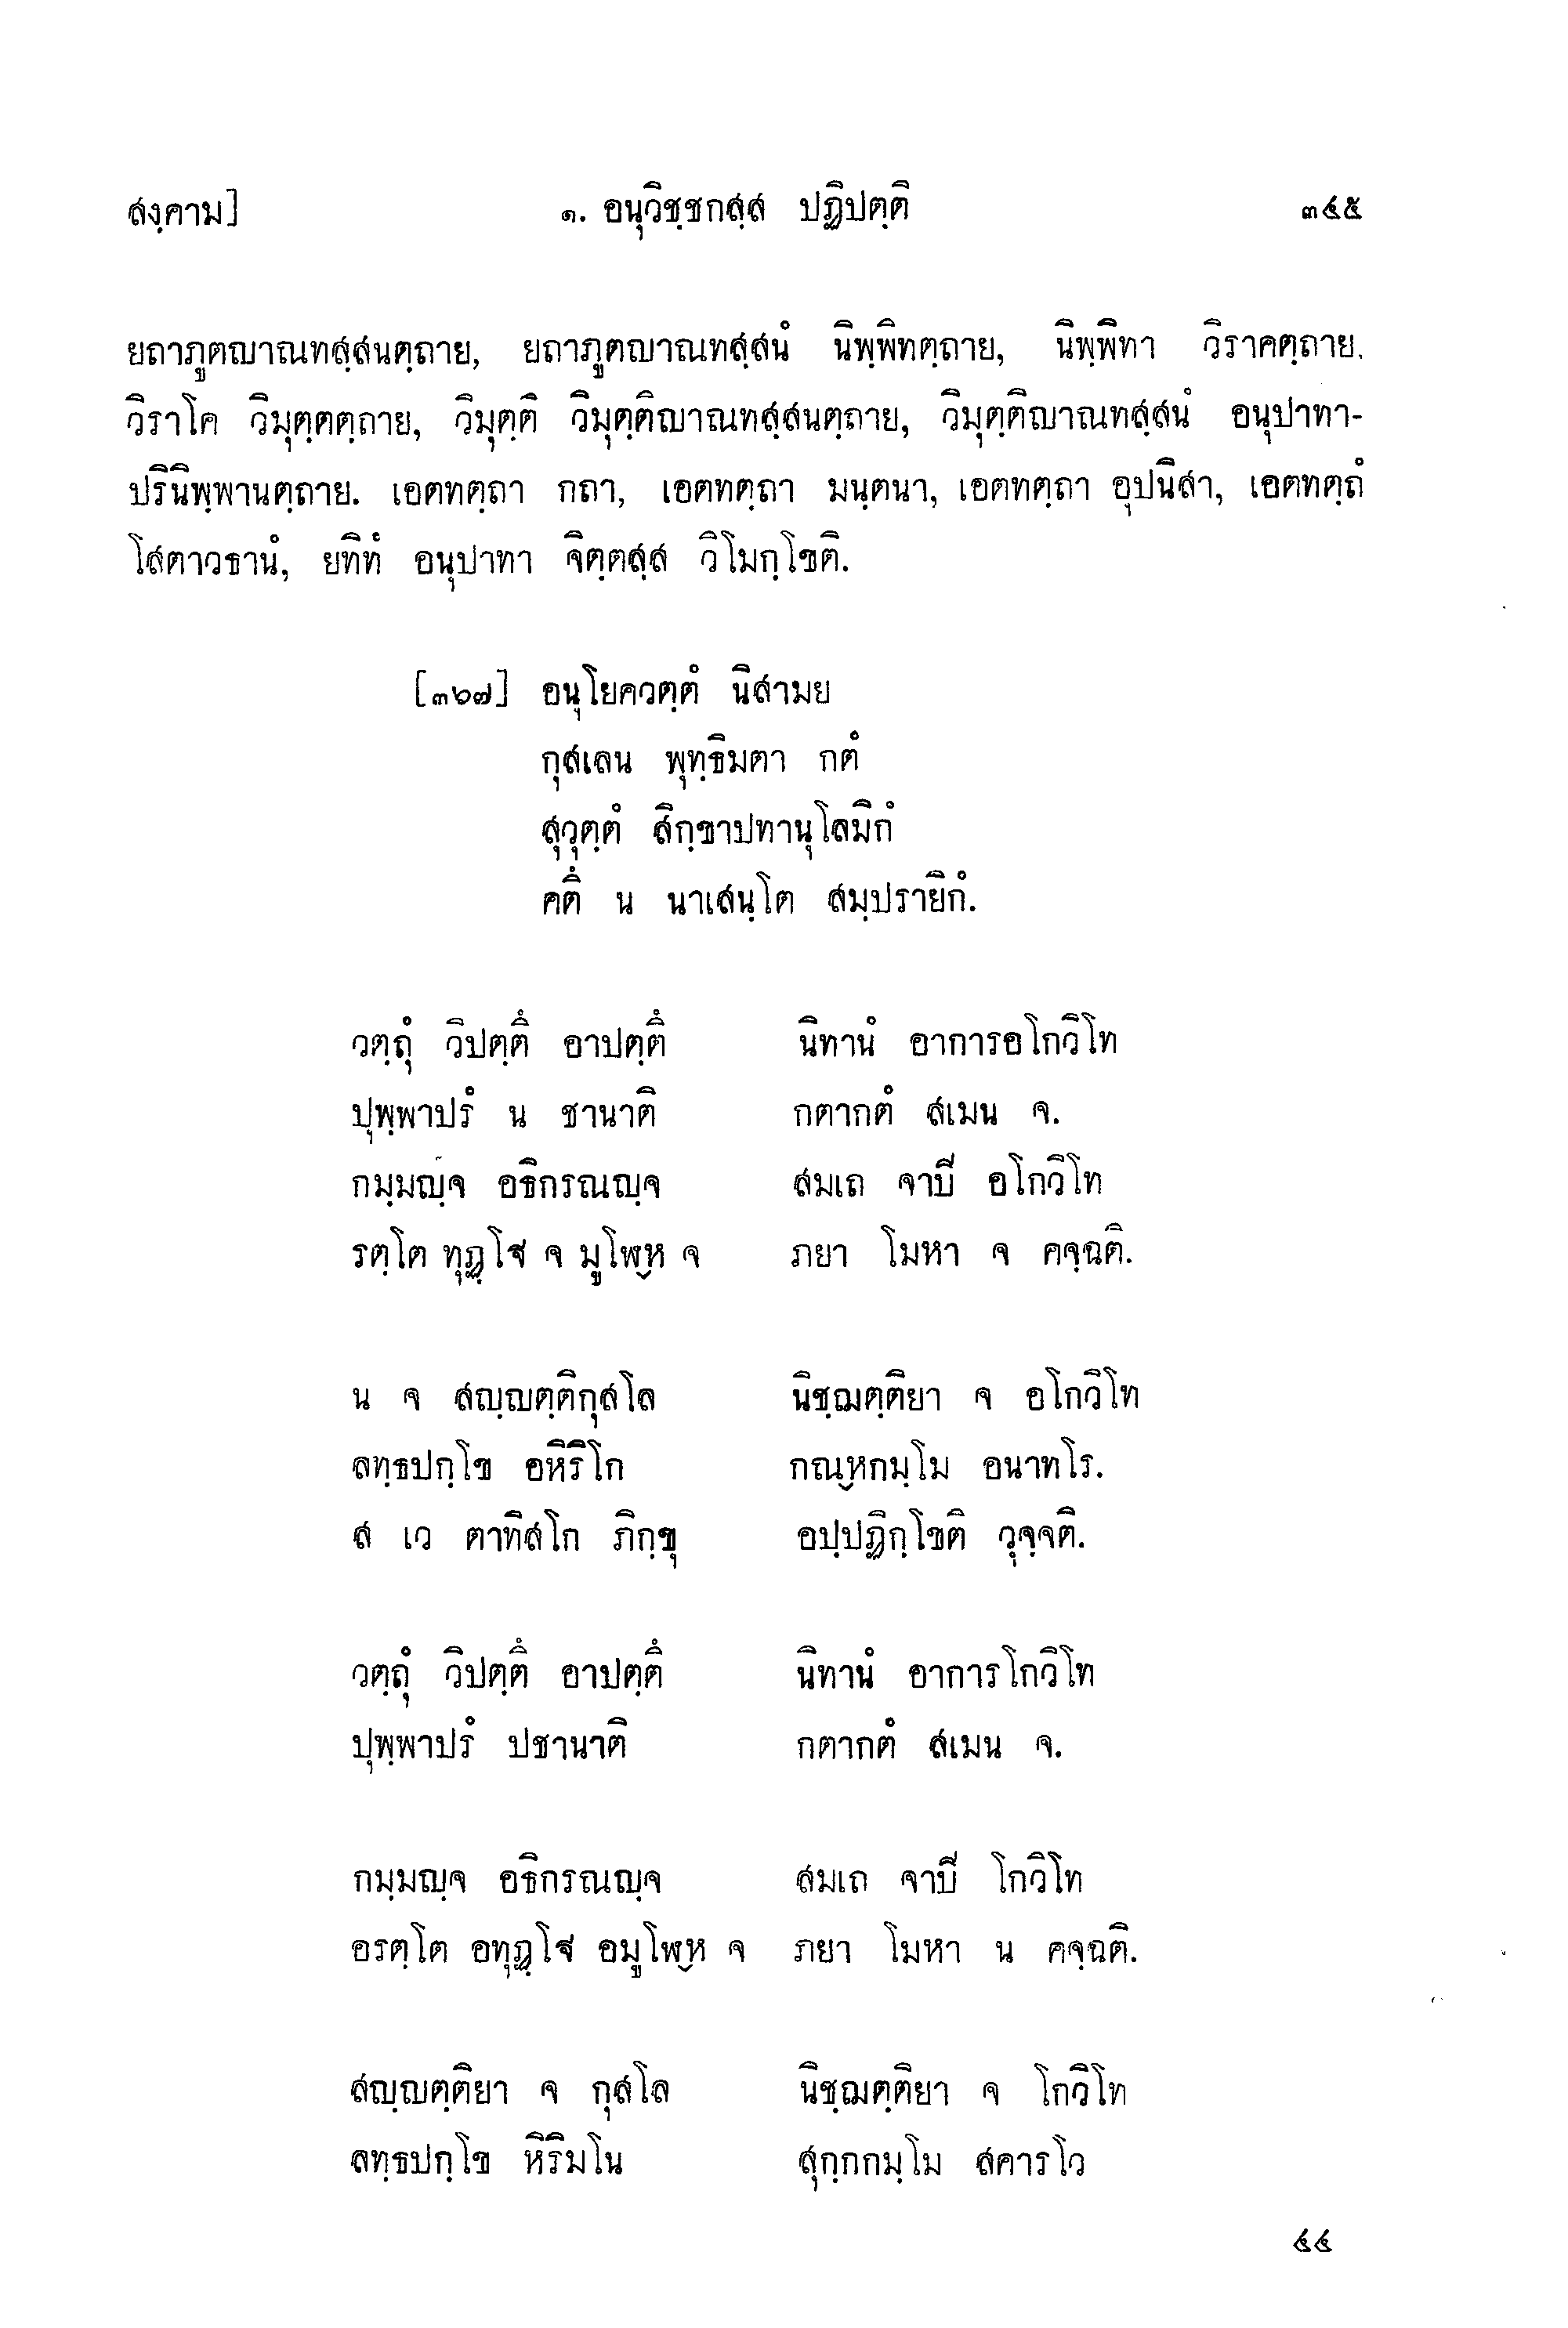 สงฺคาม] ๑. อนุวิชฺชกสฺส ปฏิปตฺติ ๓๔๕
ยถาภูตญาณทสฺสนตฺถาย, ยถาภูตญาณทสฺสนํ นิพฺพิทตฺถาย, นิพฺพิทา วิราคตฺถาย,
วิราโค วิมุตฺตตฺถาย, วิมุตฺติ วิมุตฺติญาณทสฺสนตฺถาย, วิมุตฺติญาณทสฺสนํ อนุปาทา-
ปรินิพฺพานตฺถาย. เอตทตฺถา กถา, เอตทตฺถา มนฺตนา, เอตทตฺถา อุปนิสา, เอตทตฺถํ
โสตาวธานํ, ยทิทํ อนุปาทา จิตฺตสฺส วิโมกฺโขติ.
[๓๖๗] อนุโยควตฺตํ นิสามย
กุสเลน พุทฺธิมตา กตํ
สุวุตฺตํ สิกฺขาปทานุโลมิกํ
คตึ น นาเสนฺโต สมฺปรายิกํ.
วตฺถุํ วิปตฺตึ อาปตฺตึ นิทานํ อาการอโกวิโท
ปุพฺพาปรํ น ชานาติ กตากตํ สเมน จ.
กมฺมญฺจ อธิกรณญฺจ สมเถ จาปิ อโกวิโท
รตฺโต ทุฏฺโฐ จ มูโฬฺห จ ภยา โมหา จ คจฺฉติ.
น จ สญฺญตฺติกุสโล นิชฺฌตฺติยา จ อโกวิโท
ลทฺธปกฺโข อหิริโก กณฺหกมฺโม อนาทโร.
ส เว ตาทิสโก ภิกฺขุ อปฺปฏิกฺโขติ วุจฺจติ.
วตฺถุํ วิปตฺตึ อาปตฺตึ นิทานํ อาการโกวิโท
ปุพฺพาปรํ ปชานาติ กตากตํ สเมน จ.
กมฺมญฺจ อธิกรณญฺจ สมเถ จาปิ โกวิโท
อรตฺโต อทุฏฺโฐ อมูโฬฺห จ ภยา โมหา น คจฺฉติ.
สญฺญตฺติยา จ กุสโล นิชฺฌตฺติยา จ โกวิโท
ลทฺธปกฺโข หิริมโน สุกฺกกมฺโม สคารโว
๔๔